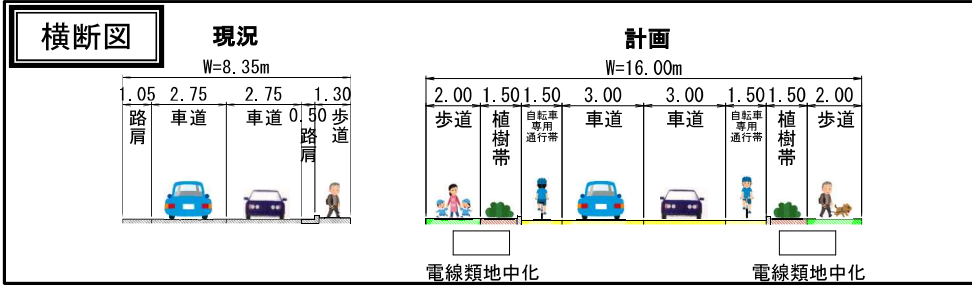 横断図
現況
W=8.35m
1.05 2.75 2.75 0.50 1.30
路肩 車道 車道 路肩 歩道
計画
W=16.00m
2.00 1.50 1.50 3.00 3.00 1.50 1.50 2.00
歩道 植樹帯 自転車専用通行帯 車道 車道 自転車専用通行帯 植樹帯 歩道
電線類地中化 電線類地中化